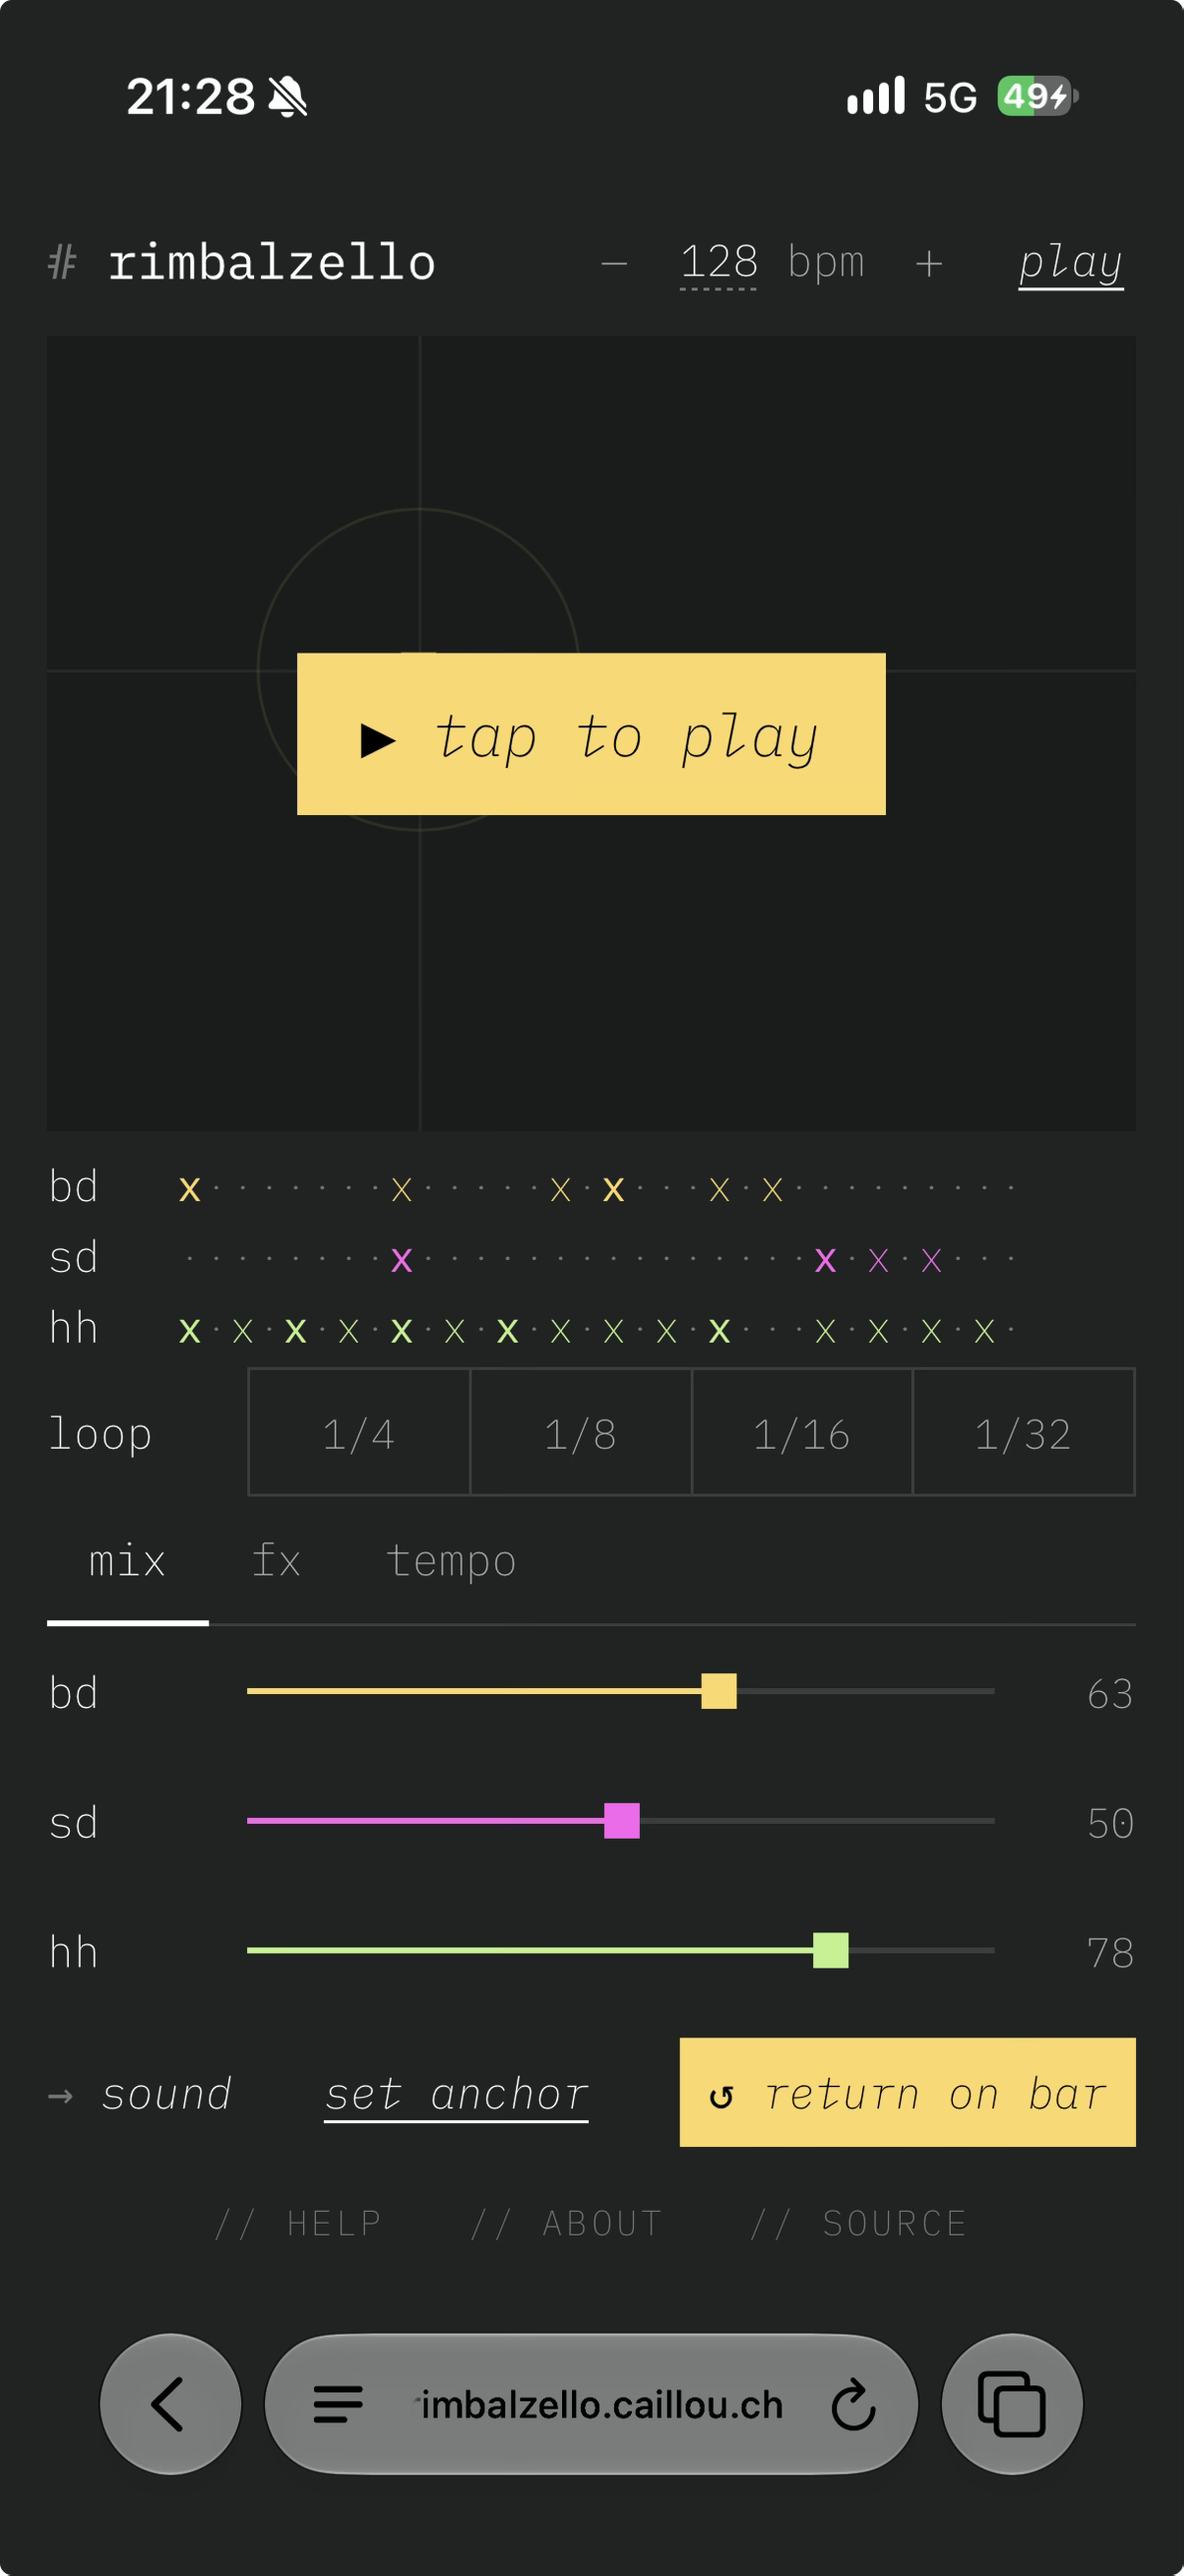 21:28 5G 49
# rimbalzello − 128 bpm + play
▶ tap to play
bd x·······x·····x·x···x·x·········
sd ········x···············x·x·x···
hh x·x·x·x·x·x·x·x·x·x·x···x·x·x·x·
loop 1/4 1/8 1/16 1/32
mix fx tempo
bd 63
sd 50
hh 78
→ sound set anchor ↺ return on bar
// HELP // ABOUT // SOURCE
imbalzello.caillou.ch